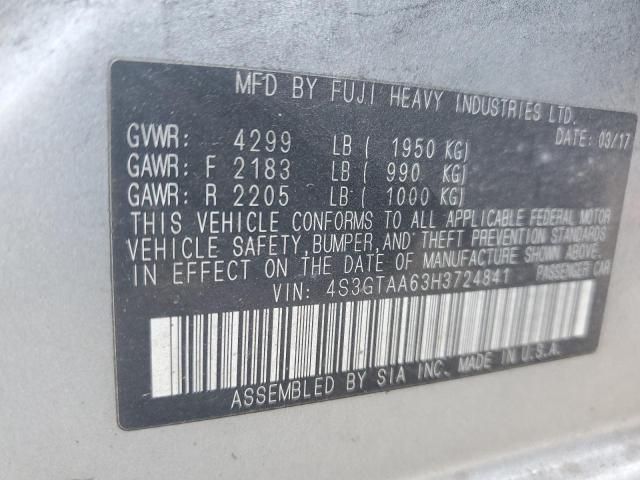 MFD BY FUJI HEAVY INDUSTRIES LTD.
DATE: 03/17
GVWR: 4299 LB ( 1950 KG)
GAWR: F 2183 LB ( 990 KG)
GAWR: R 2205 LB ( 1000 KG)
THIS VEHICLE CONFORMS TO ALL APPLICABLE FEDERAL MOTOR
VEHICLE SAFETY, BUMPER, AND THEFT PREVENTION STANDARDS
IN EFFECT ON THE DATE OF MANUFACTURE SHOWN ABOVE.
VIN: 4S3GTAA63H3724841 PASSENGER CAR
ASSEMBLED BY SIA INC. MADE IN U.S.A.